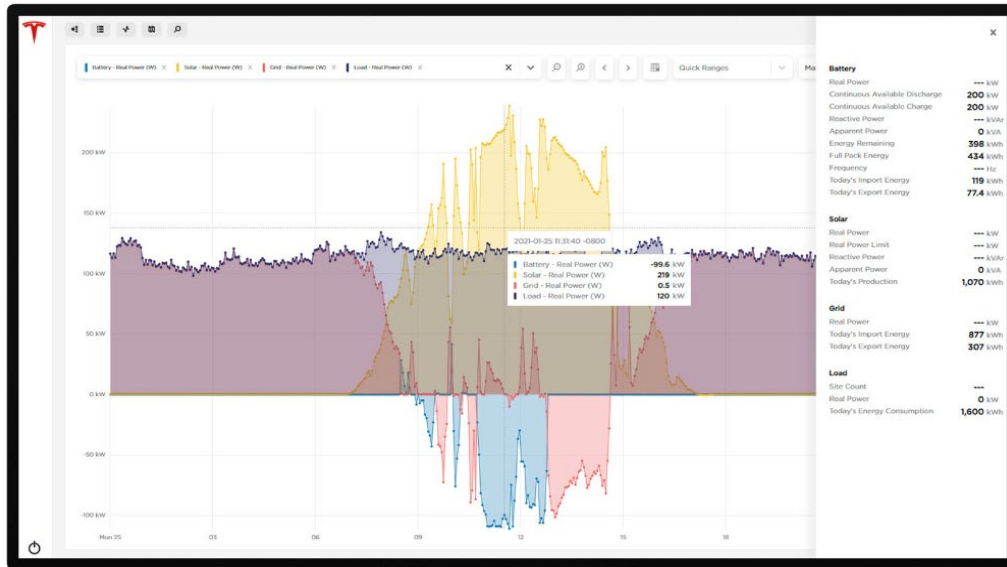 Battery - Real Power (W) × Solar - Real Power (W) × Grid - Real Power (W) × Load - Real Power (W) ×
Quick Ranges
200 kW
150 kW
100 kW
50 kW
0 kW
-50 kW
-100 kW
Mon 25 03 06 09 12 15 18
2021-01-25 11:31:40 -0800
Battery - Real Power (W) -99.6 kW
Solar - Real Power (W) 219 kW
Grid - Real Power (W) 0.5 kW
Load - Real Power (W) 120 kW
Battery
Real Power --- kW
Continuous Available Discharge 200 kW
Continuous Available Charge 200 kW
Reactive Power --- kVAr
Apparent Power 0 kVA
Energy Remaining 398 kWh
Full Pack Energy 434 kWh
Frequency --- Hz
Today's Import Energy 119 kWh
Today's Export Energy 77.4 kWh
Solar
Real Power --- kW
Real Power Limit --- kW
Reactive Power --- kVAr
Apparent Power 0 kVA
Today's Production 1,070 kWh
Grid
Real Power --- kW
Today's Import Energy 877 kWh
Today's Export Energy 307 kWh
Load
Site Count ---
Real Power 0 kW
Today's Energy Consumption 1,600 kWh